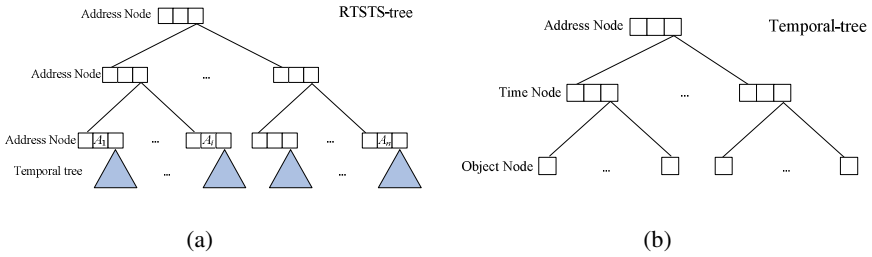 Address Node
RTSTS-tree
Address Node
...
Address Node
A1
...
Ai
...
An
Temporal tree
...
...
(a)
Address Node
Temporal-tree
Time Node
...
Object Node
...
...
(b)